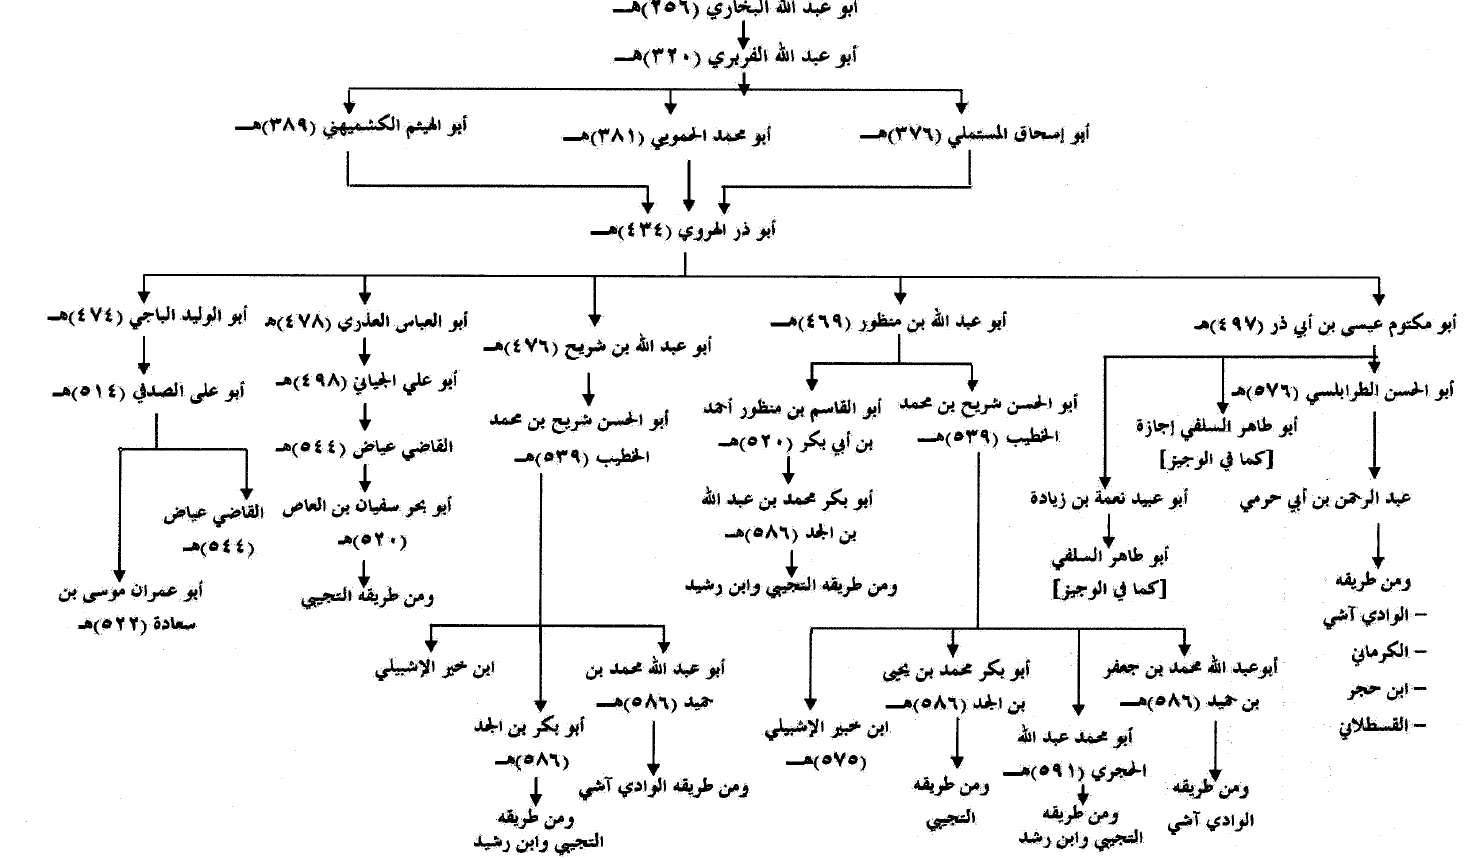 أبو عبد الله البخاري (٢٥٦)هـ
أبو عبد الله الفربري (٣٢٠)هـ
أبو إسحاق المستملي (٣٧٦)هـ
أبو محمد الحمويي (٣٨١)هـ
أبو الهيثم الكشميهني (٣٨٩)هـ
أبو ذر الهروي (٤٣٤)هـ
أبو مكتوم عيسى بن أبي ذر (٤٩٧)هـ
أبو عبد الله بن منظور (٤٦٩)هـ
أبو عبد الله بن شريح (٤٧٦)هـ
أبو العباس العذري (٤٧٨)هـ
أبو الوليد الباجي (٤٧٤)هـ
أبو الحسن الطرابلسي (٥٧٦)هـ
أبو طاهر السلفي إجازة
[كما في الوجيز]
أبو عبيد نعمة بن زيادة
أبو طاهر السلفي
[كما في الوجيز]
عبد الرحمن بن أبي حرمي
ومن طريقه
– الوادي آشي
– الكرماني
– ابن حجر
– القسطلاني
أبو الحسن شريح بن محمد
الخطيب (٥٣٩)هـ
أبو القاسم بن منظور أحمد
بن أبي بكر (٥٢٠)هـ
أبو بكر محمد بن عبد الله
بن الجد (٥٨٦)هـ
ومن طريقه التجيبي وابن رشيد
أبوعبد الله محمد بن جعفر
بن حميد (٥٨٦)هـ
ومن طريقه
الوادي آشي
أبو محمد عبد الله
الحجري (٥٩١)هـ
ومن طريقه
التجيبي وابن رشد
أبو بكر محمد بن يحيى
بن الجد (٥٨٦)هـ
ومن طريقه
التجيبي
ابن خبير الإشبيلي
(٥٧٥)هـ
أبو الحسن شريح بن محمد
الخطيب (٥٣٩)هـ
أبو عبد الله محمد بن
حميد (٥٨٦)هـ
ومن طريقه الوادي آشي
أبو بكر بن الجد
(٥٨٦)هـ
ومن طريقه
التجيبي وابن رشيد
ابن خير الإشبيلي
أبو علي الجياني (٤٩٨)هـ
القاضي عياض (٥٤٤)هـ
أبو بحر سفيان بن العاص
(٥٢٠)هـ
ومن طريقه التجيبي
أبو على الصدفي (٥١٤)هـ
القاضي عياض
(٥٤٤)هـ
أبو عمران موسى بن
سعادة (٥٢٢)هـ